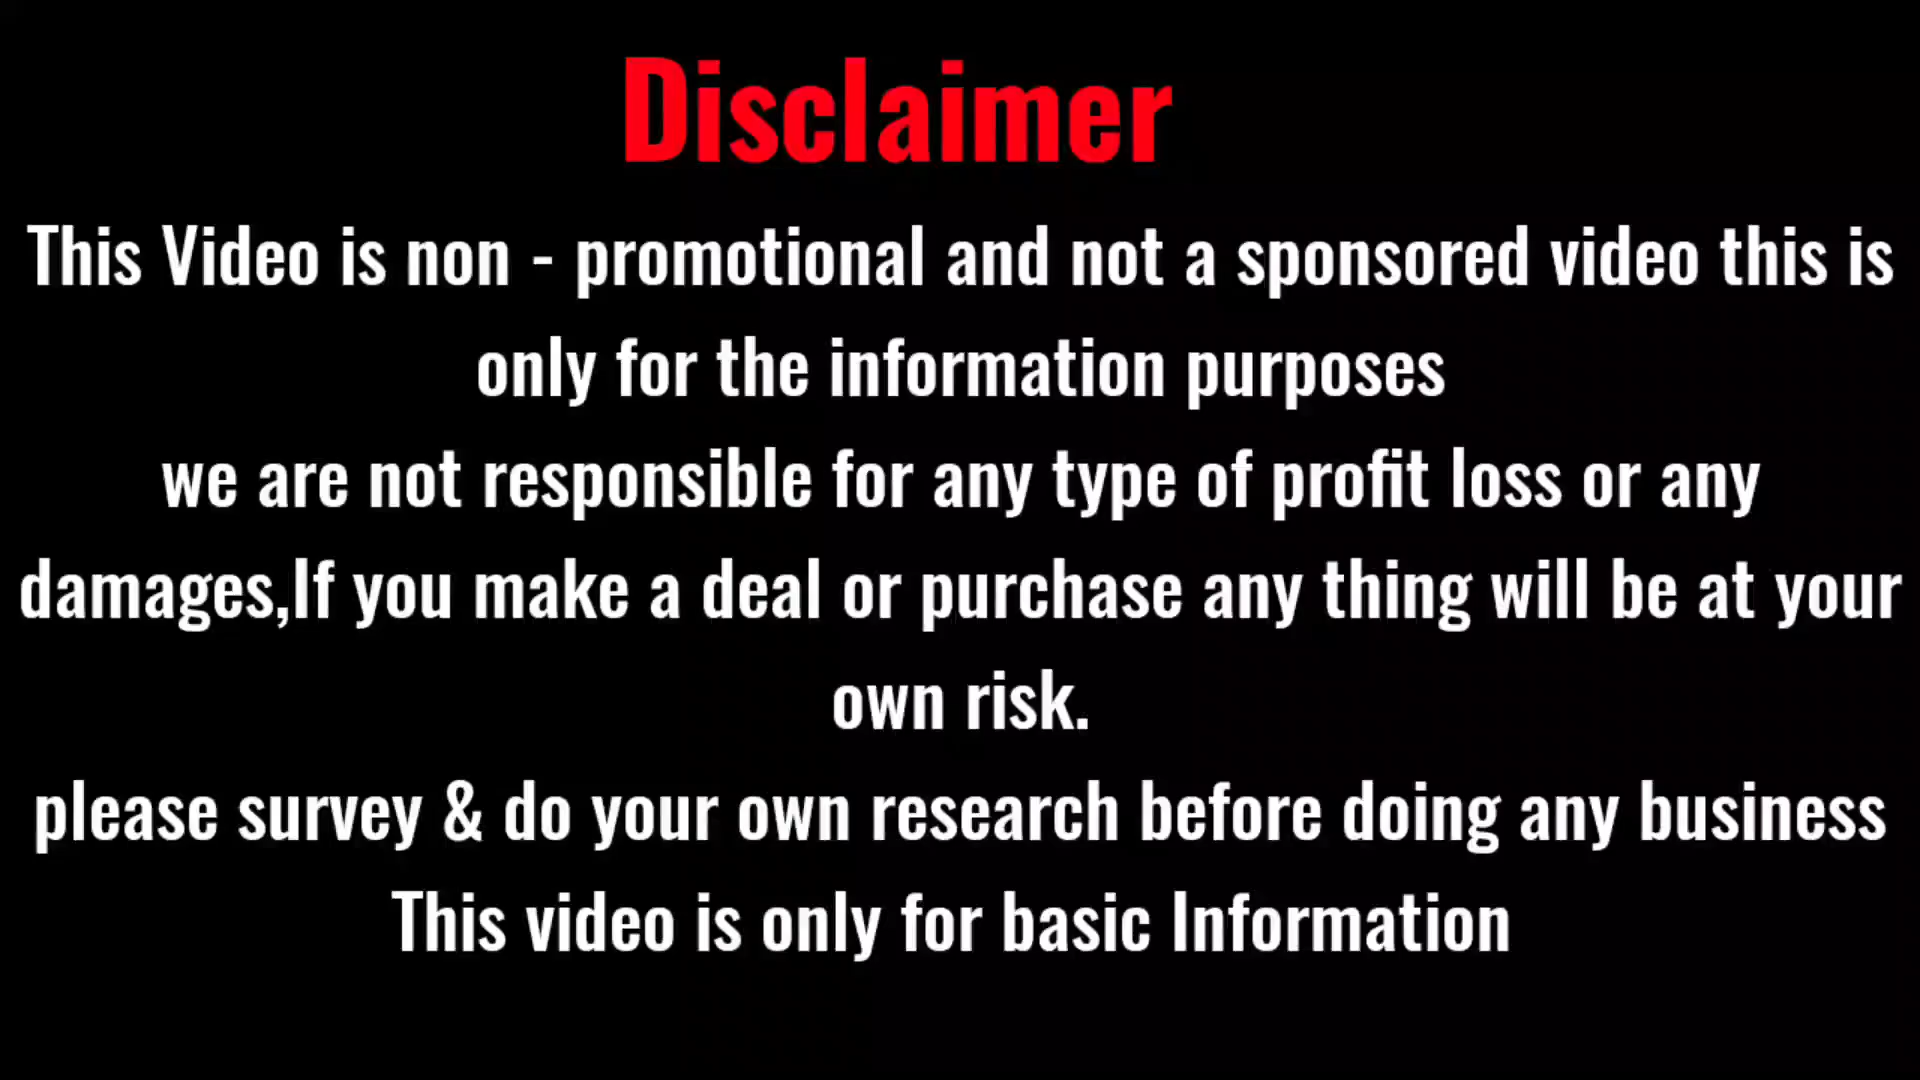 Disclaimer
This Video is non - promotional and not a sponsored video this is
only for the information purposes
we are not responsible for any type of profit loss or any
damages,If you make a deal or purchase any thing will be at your
own risk.
please survey & do your own research before doing any business
This video is only for basic Information